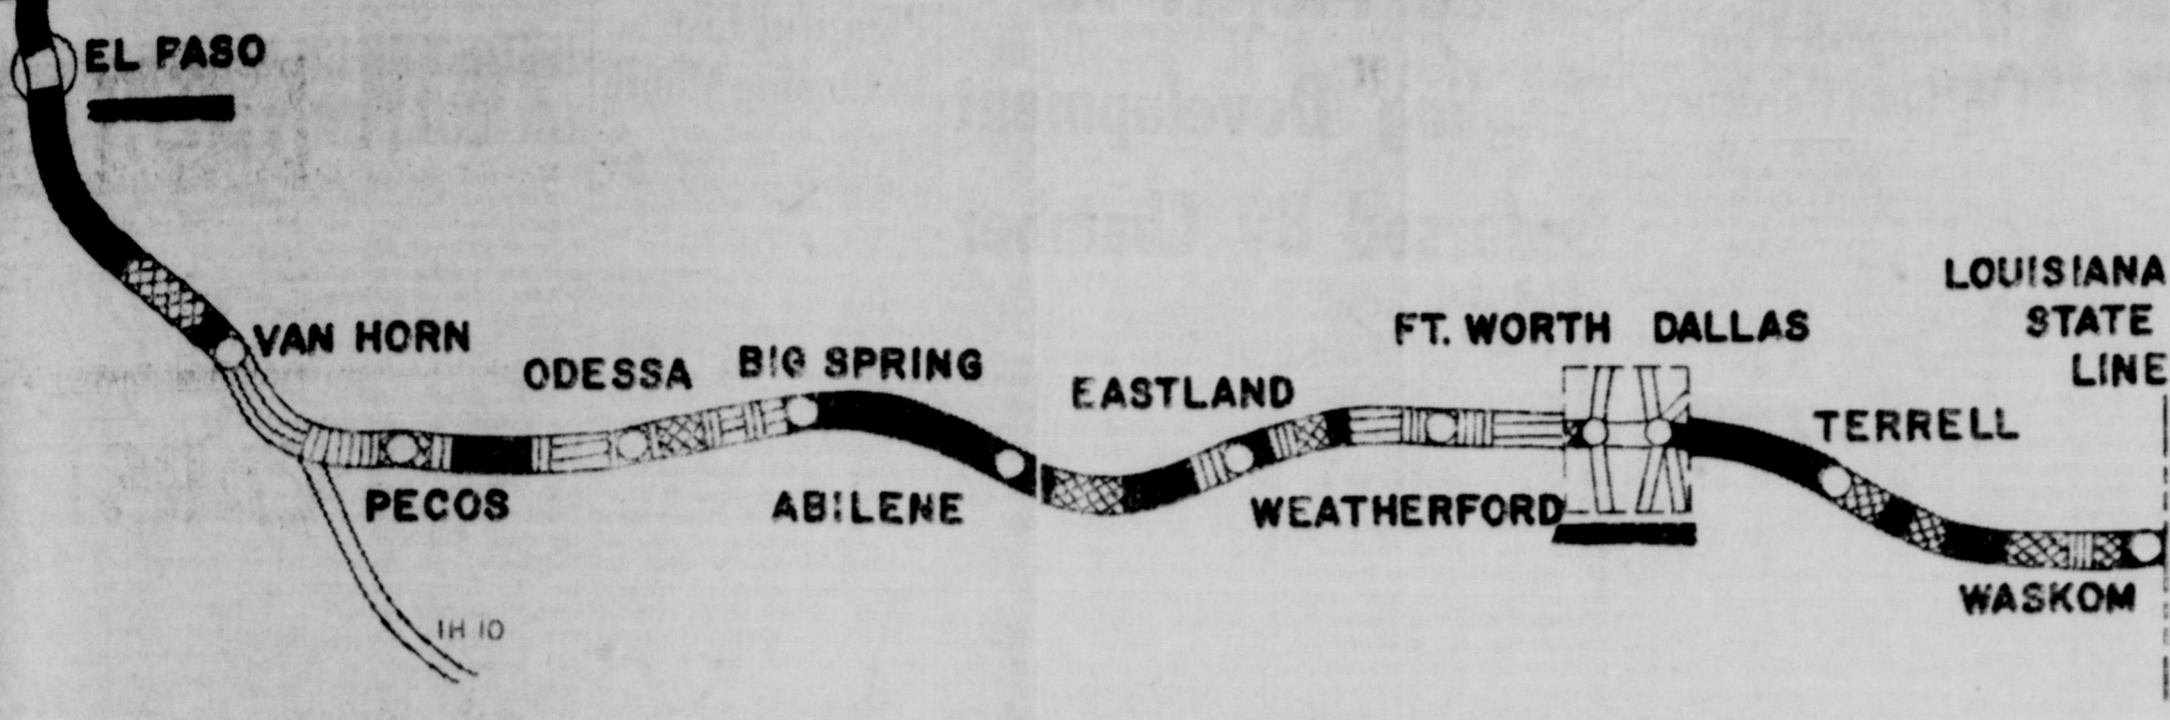 EL PASO
VAN HORN
ODESSA
BIG SPRING
EASTLAND
FT. WORTH
DALLAS
LOUISIANA
STATE
LINE
TERRELL
PECOS
ABILENE
WEATHERFORD
WASKOM
IH 10